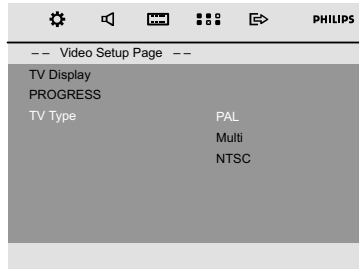 PHILIPS
-- Video Setup Page --
TV Display
PROGRESS
TV Type PAL
Multi
NTSC